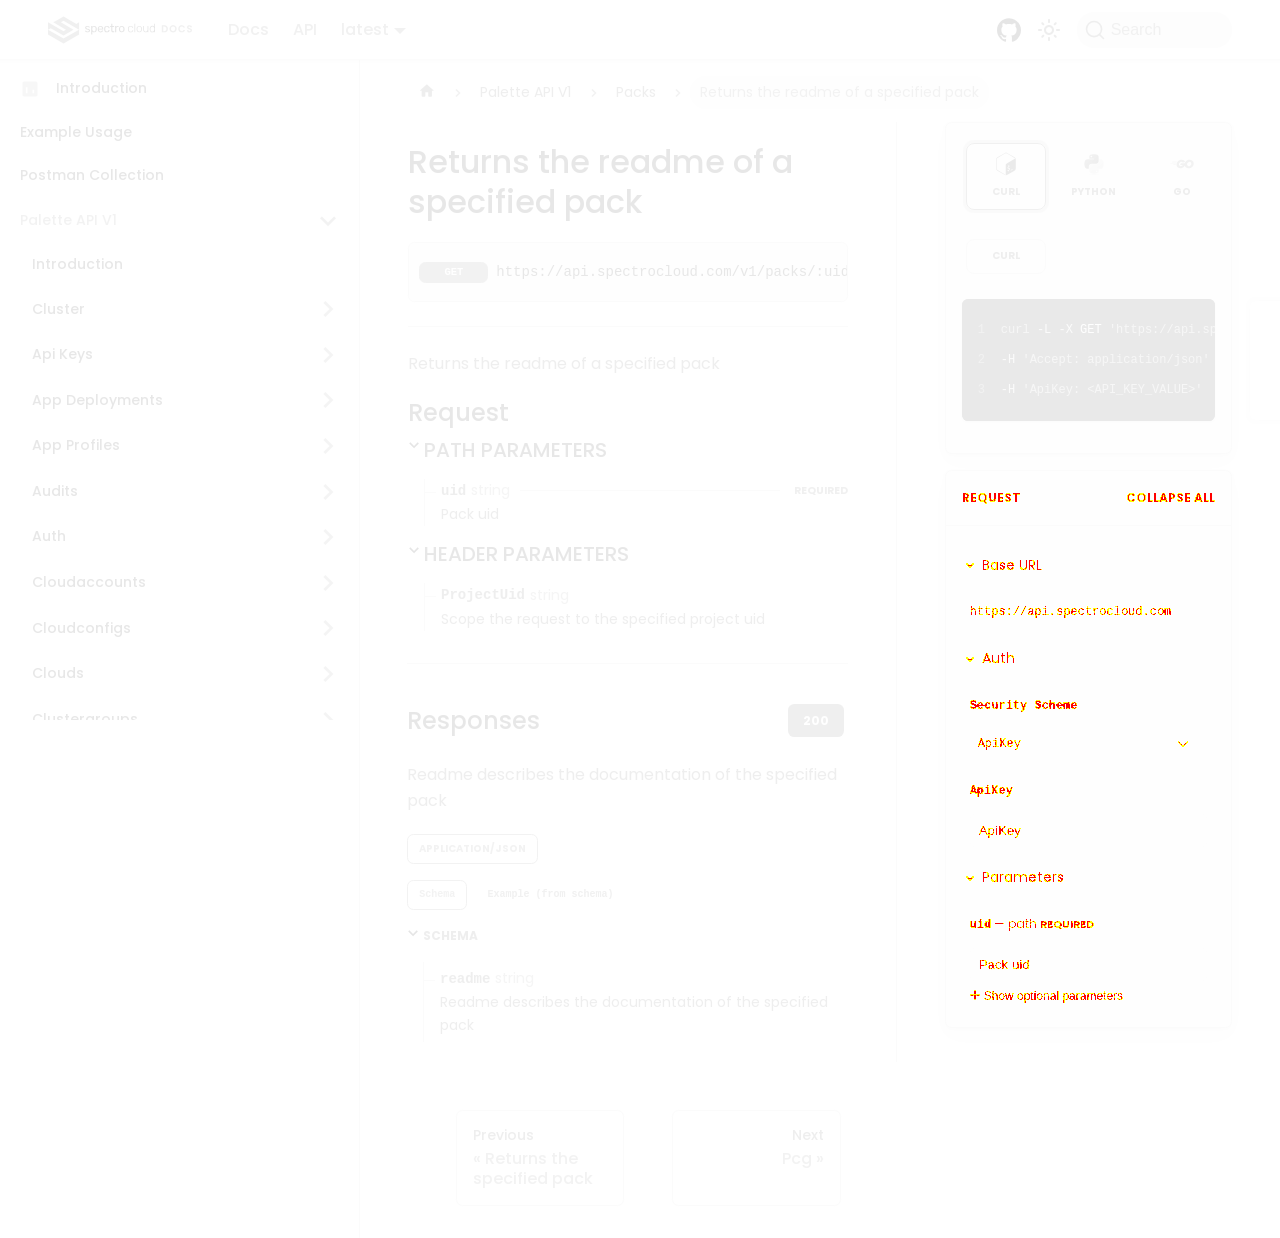 spectro cloud DOCS
Docs
API
latest
Search
Introduction
Example Usage
Postman Collection
Palette API V1
Introduction
Cluster
Api Keys
App Deployments
App Profiles
Audits
Auth
Cloudaccounts
Cloudconfigs
Clouds
Clustergroups
Palette API V1
Packs
Returns the readme of a specified pack
Returns the readme of a
specified pack
GET https://api.spectrocloud.com/v1/packs/:uid
Returns the readme of a specified pack
Request
PATH PARAMETERS
uid string REQUIRED
Pack uid
HEADER PARAMETERS
ProjectUid string
Scope the request to the specified project uid
Responses
200
Readme describes the documentation of the specified
pack
APPLICATION/JSON
Schema
Example (from schema)
SCHEMA
readme string
Readme describes the documentation of the specified
pack
Previous
« Returns the
specified pack
Next
Pcg »
CURL
PYTHON
GO
CURL
1 curl -L -X GET 'https://api.sp
2 -H 'Accept: application/json'
3 -H 'ApiKey: <API_KEY_VALUE>'
REQUEST
COLLAPSE ALL
Base URL
https://api.spectrocloud.com
Auth
Security Scheme
ApiKey
ApiKey
ApiKey
Parameters
uid — path REQUIRED
Pack uid
Show optional parameters